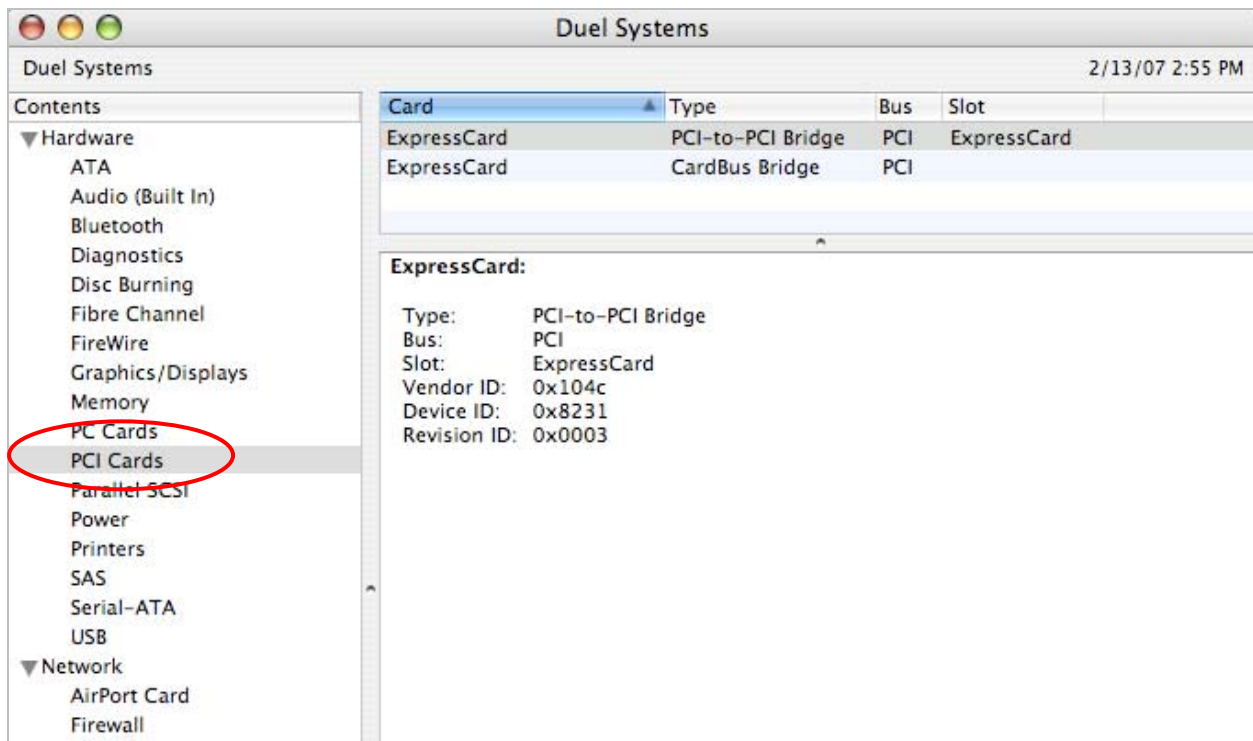 Duel Systems
Duel Systems 2/13/07 2:55 PM
Contents
Hardware
ATA
Audio (Built In)
Bluetooth
Diagnostics
Disc Burning
Fibre Channel
FireWire
Graphics/Displays
Memory
PC Cards
PCI Cards
Parallel SCSI
Power
Printers
SAS
Serial-ATA
USB
Network
AirPort Card
Firewall
Card Type Bus Slot
ExpressCard PCI-to-PCI Bridge PCI ExpressCard
ExpressCard CardBus Bridge PCI
ExpressCard:
Type: PCI-to-PCI Bridge
Bus: PCI
Slot: ExpressCard
Vendor ID: 0x104c
Device ID: 0x8231
Revision ID: 0x0003